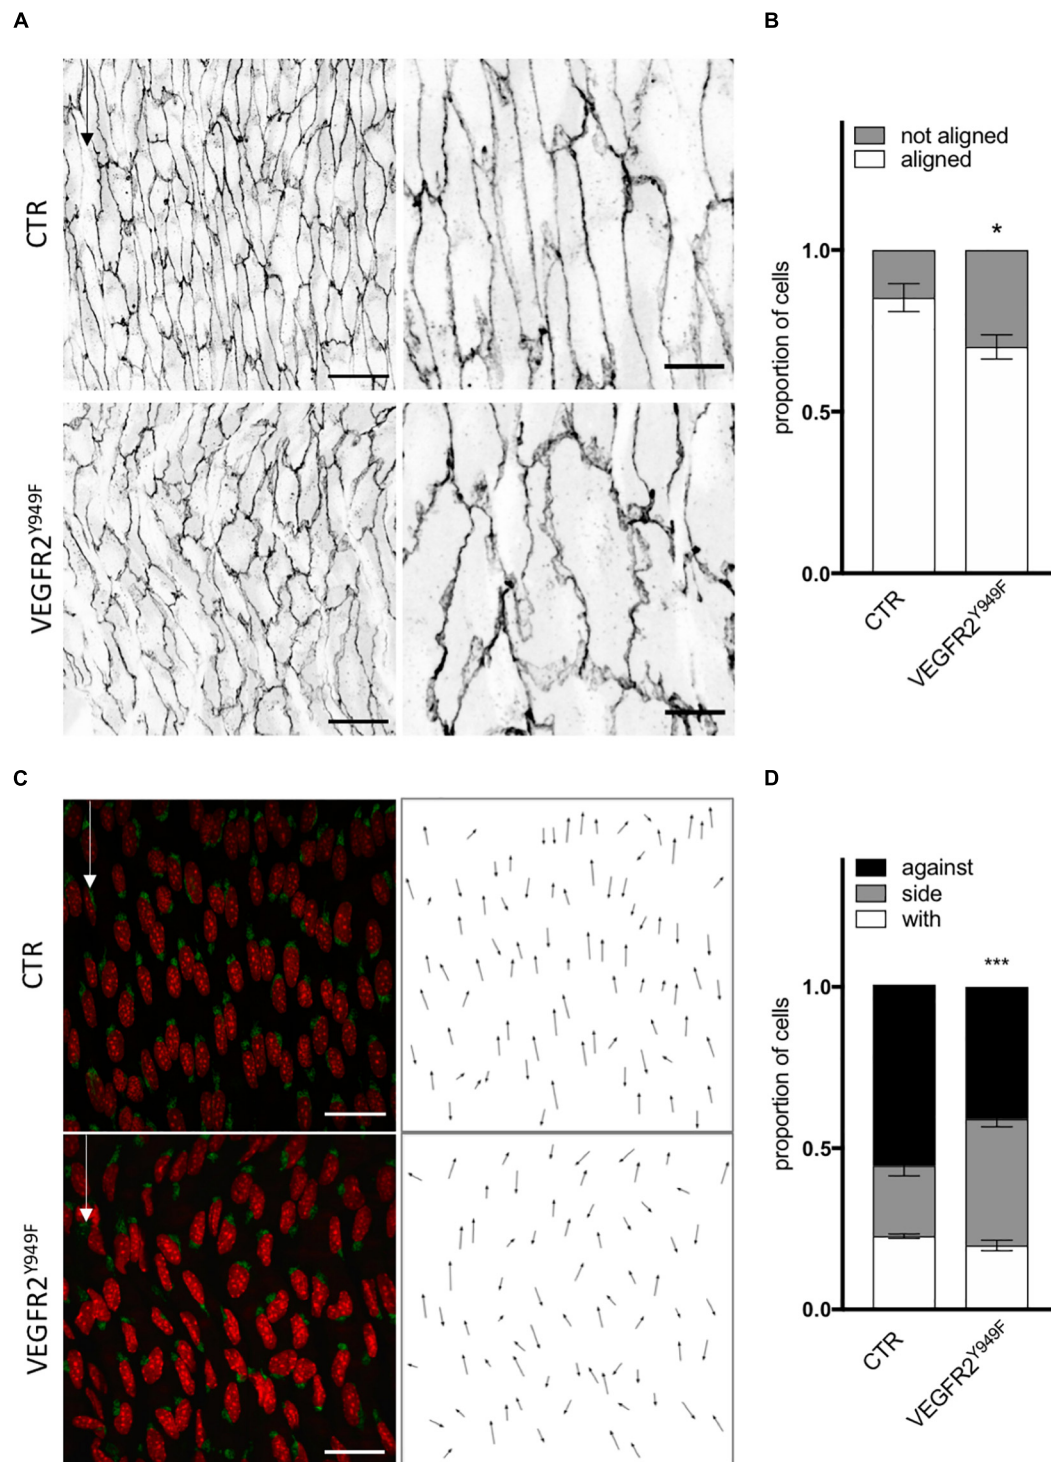 A
B
CTR
VEGFR2Y949F
not aligned
aligned
*
proportion of cells
1.0
0.5
0.0
CTR
VEGFR2Y949F
C
D
CTR
VEGFR2Y949F
against
side
with
***
proportion of cells
1.0
0.5
0.0
CTR
VEGFR2Y949F